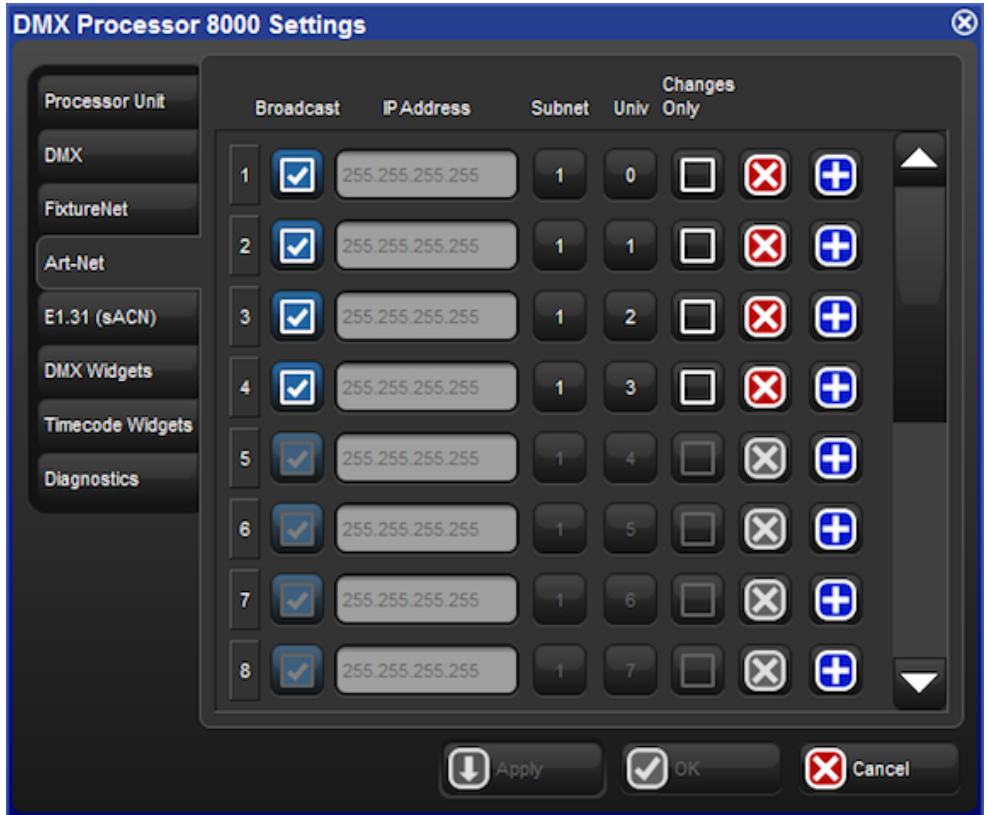 DMX Processor 8000 Settings
Processor Unit
DMX
FixtureNet
Art-Net
E1.31 (sACN)
DMX Widgets
Timecode Widgets
Diagnostics
Broadcast IP Address Subnet Univ Changes Only
1 255.255.255.255 1 0
2 255.255.255.255 1 1
3 255.255.255.255 1 2
4 255.255.255.255 1 3
5 255.255.255.255 1 4
6 255.255.255.255 1 5
7 255.255.255.255 1 6
8 255.255.255.255 1 7
Apply OK Cancel